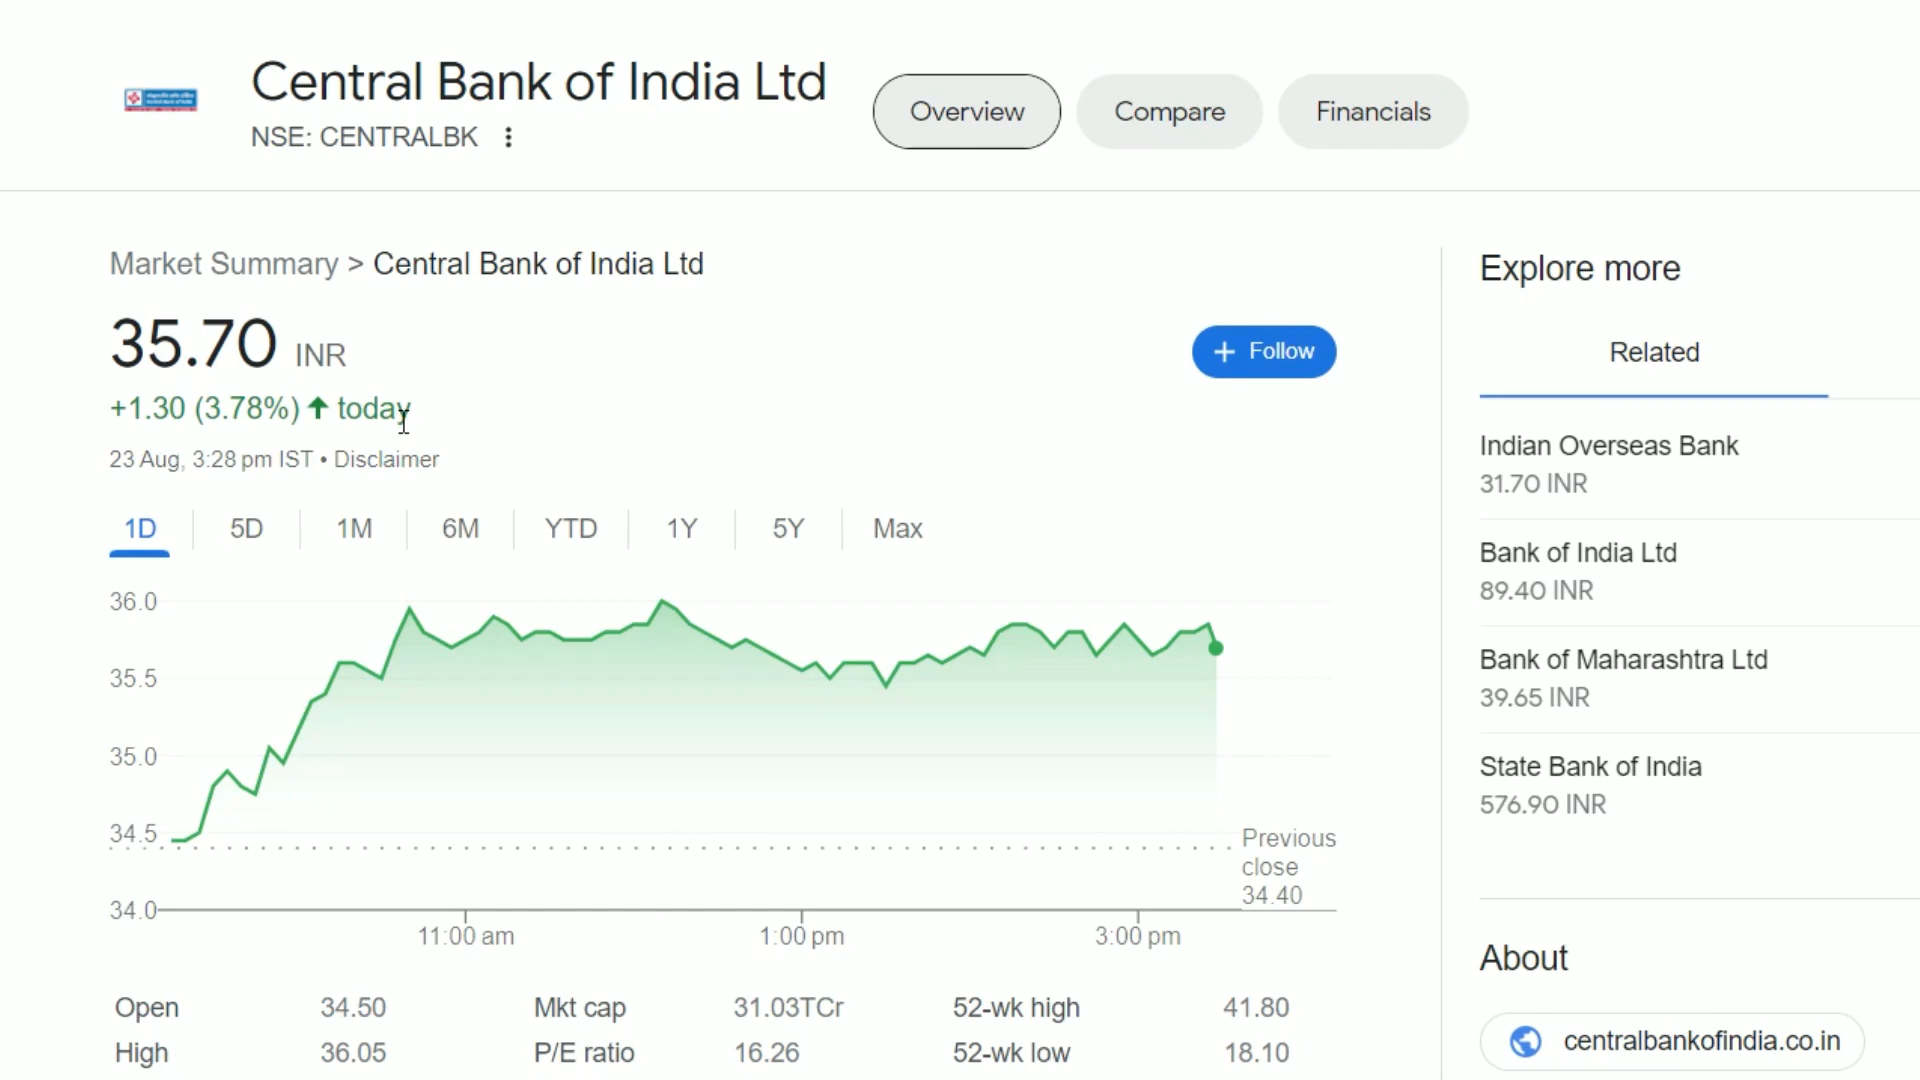 Central Bank of India Ltd
NSE: CENTRALBK
Overview
Compare
Financials
Market Summary > Central Bank of India Ltd
35.70 INR
+ Follow
+1.30 (3.78%) ↑ today
23 Aug, 3:28 pm IST • Disclaimer
1D 5D 1M 6M YTD 1Y 5Y Max
36.0
35.5
35.0
34.5
34.0
Previous
close
34.40
11:00 am 1:00 pm 3:00 pm
Open 34.50 Mkt cap 31.03TCr 52-wk high 41.80
High 36.05 P/E ratio 16.26 52-wk low 18.10
Explore more
Related
Indian Overseas Bank
31.70 INR
Bank of India Ltd
89.40 INR
Bank of Maharashtra Ltd
39.65 INR
State Bank of India
576.90 INR
About
centralbankofindia.co.in